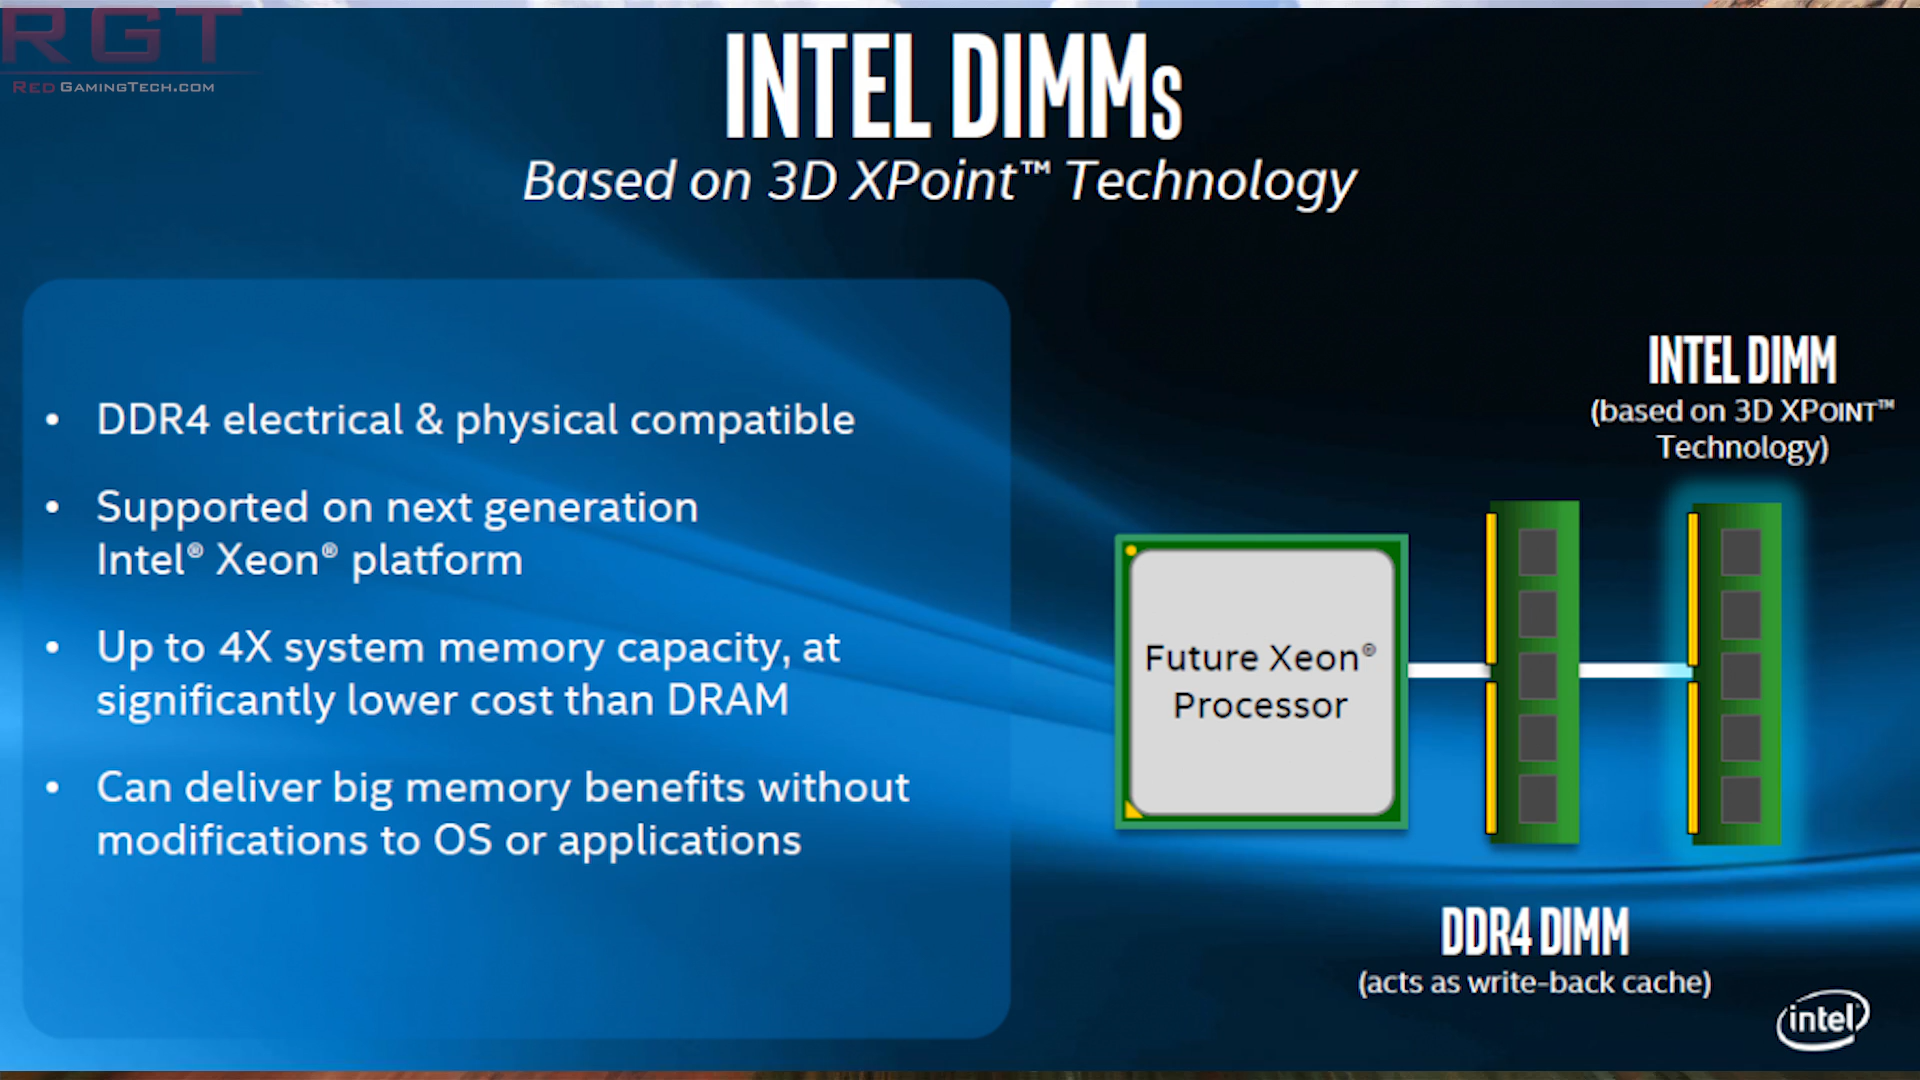 RGT
RedGamingTech.com
INTEL DIMMs
Based on 3D XPoint™ Technology
• DDR4 electrical & physical compatible
• Supported on next generation
Intel® Xeon® platform
• Up to 4X system memory capacity, at
significantly lower cost than DRAM
• Can deliver big memory benefits without
modifications to OS or applications
INTEL DIMM
(based on 3D XPOINT™
Technology)
Future Xeon®
Processor
DDR4 DIMM
(acts as write-back cache)
intel